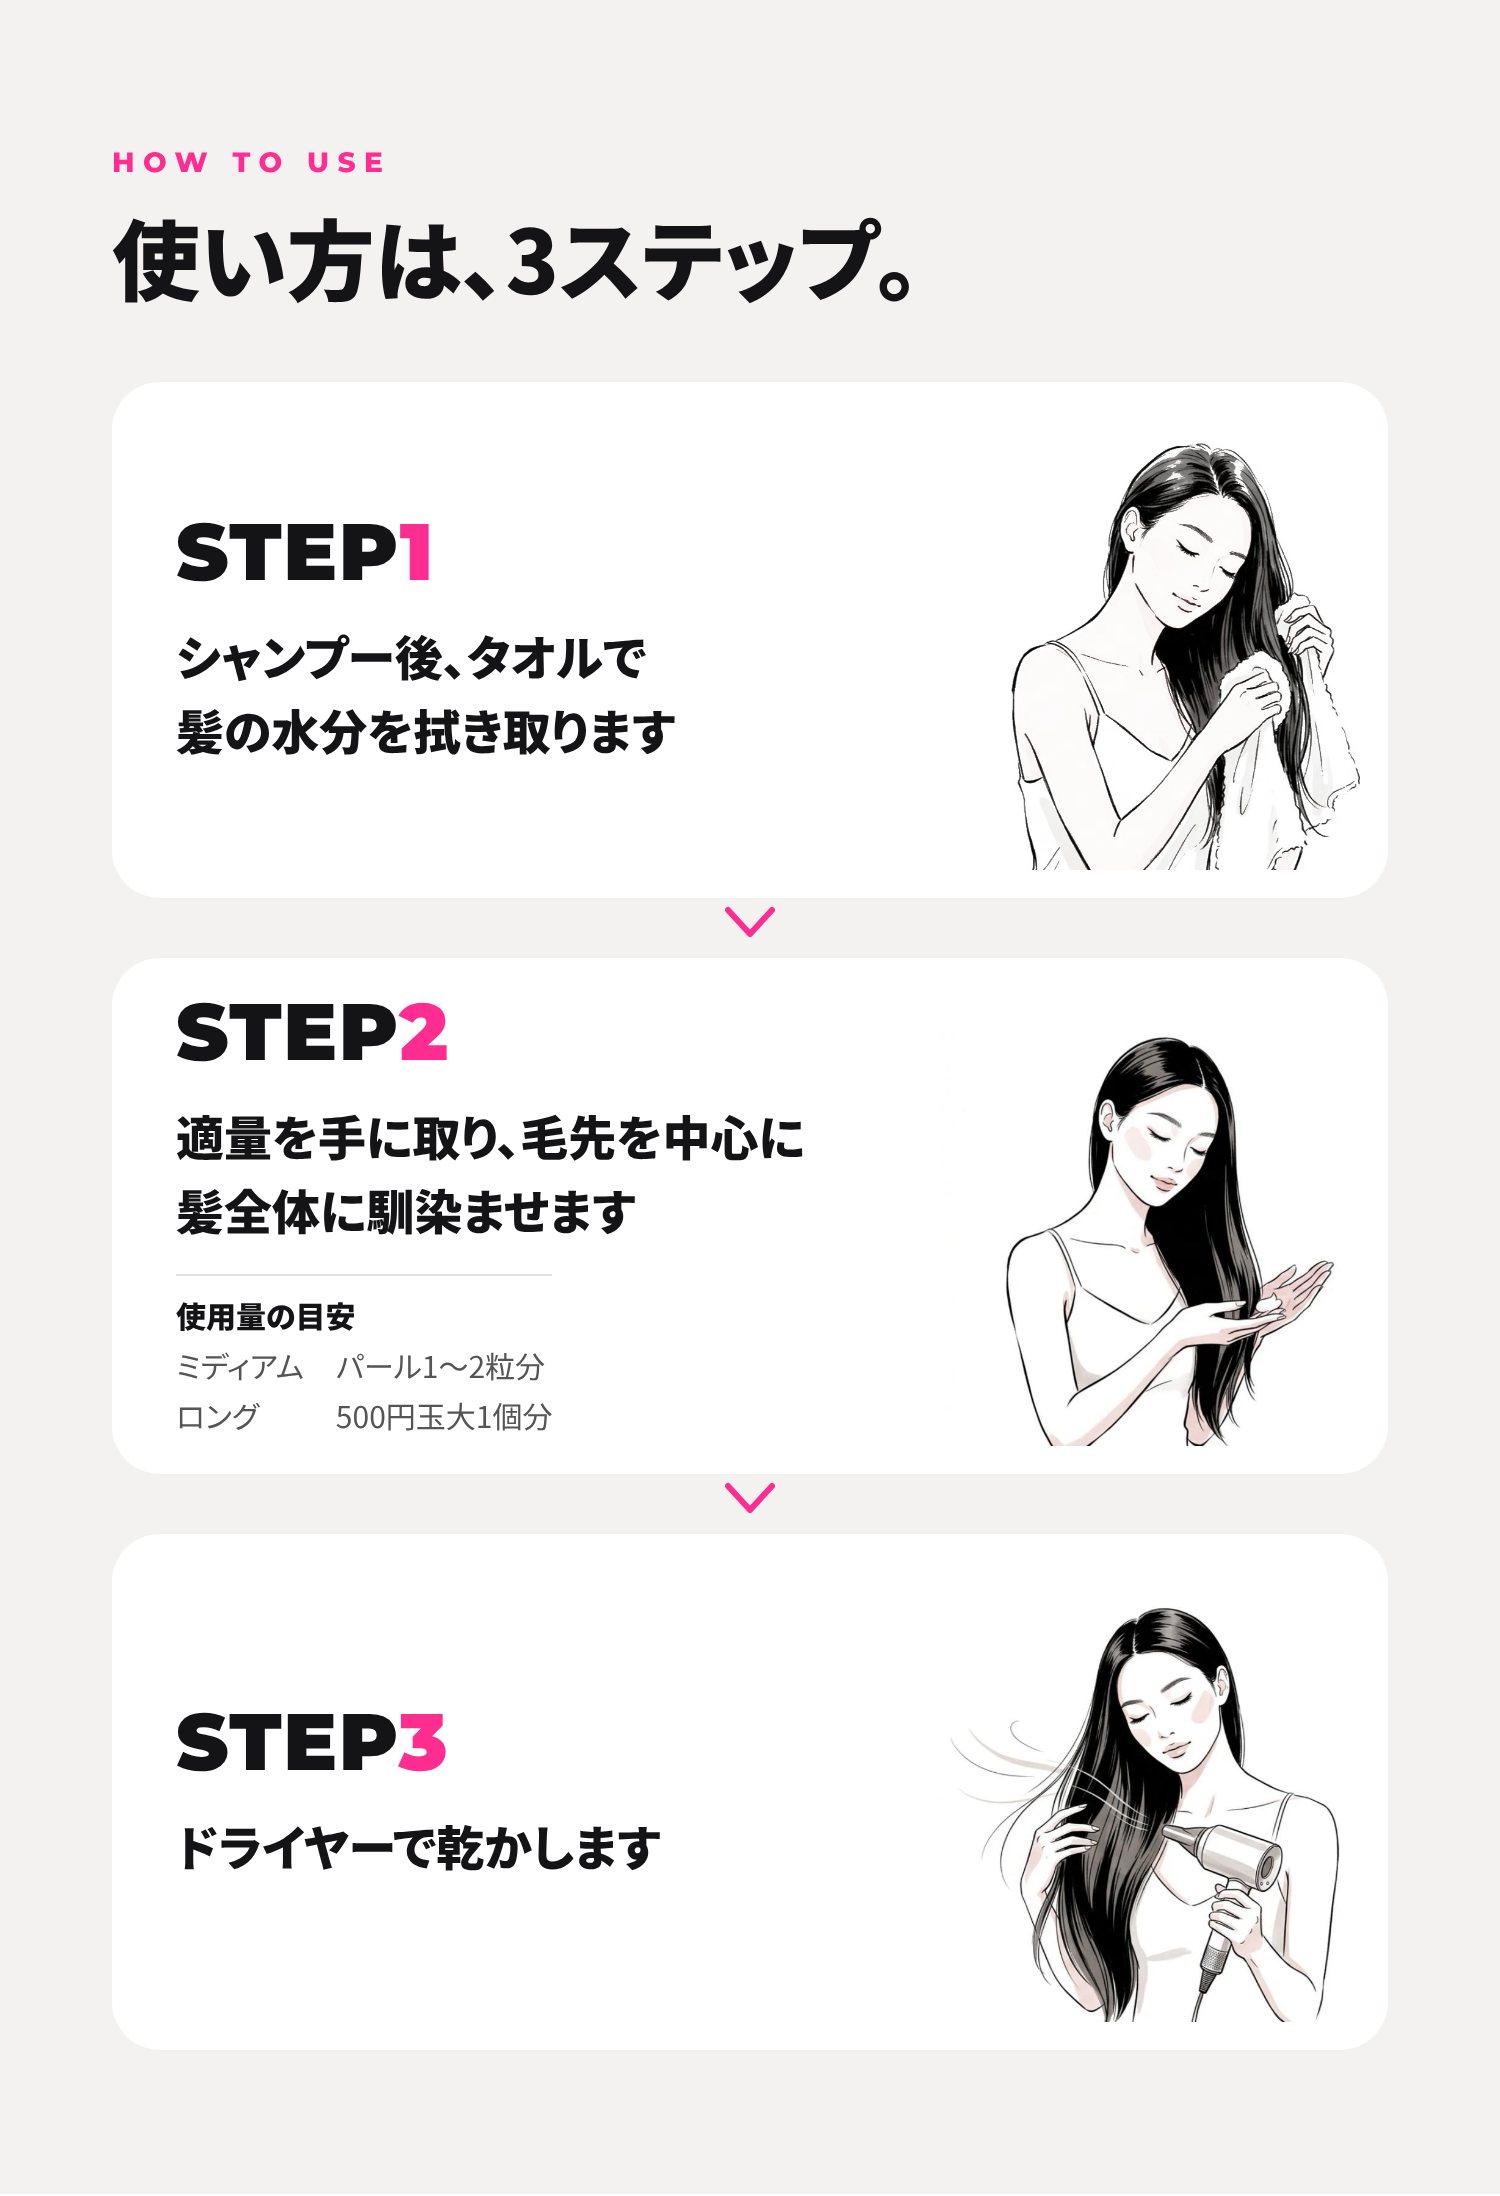 HOW TO USE
使い方は、3ステップ。
STEP1
シャンプー後、タオルで
髪の水分を拭き取ります
STEP2
適量を手に取り、毛先を中心に
髪全体に馴染ませます
使用量の目安
ミディアム パール1〜2粒分
ロング 500円玉大1個分
STEP3
ドライヤーで乾かします